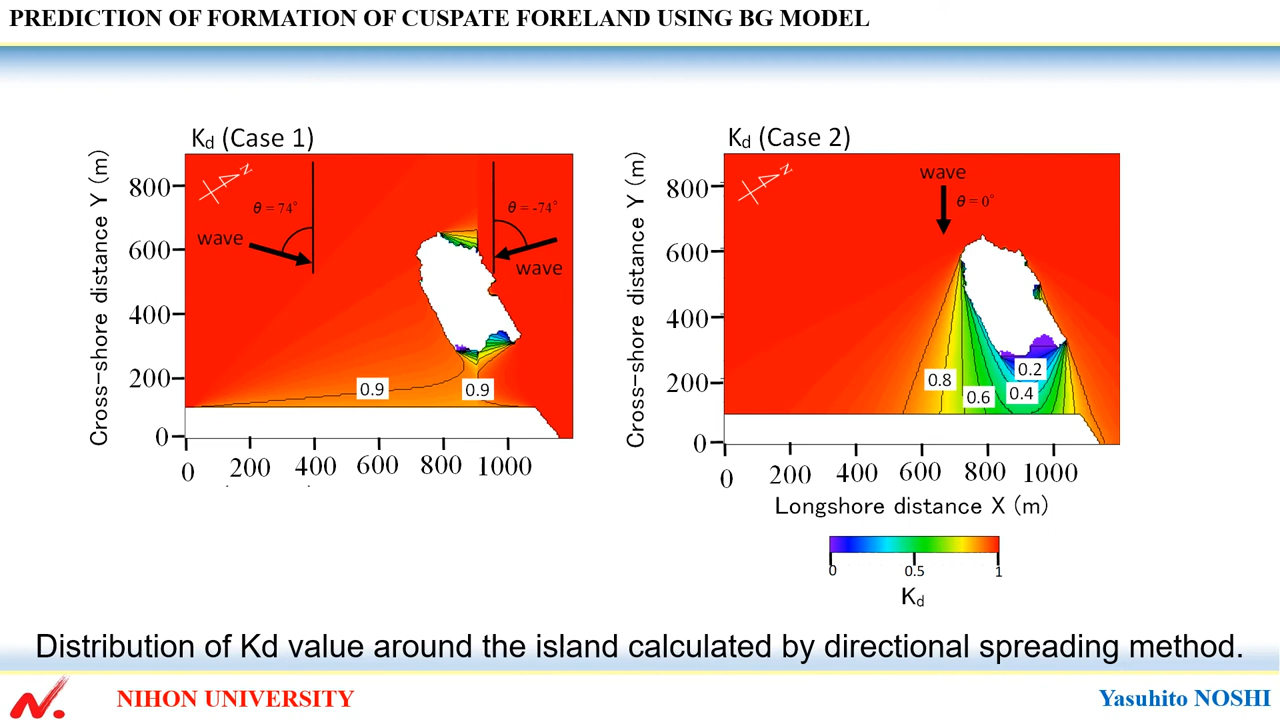 PREDICTION OF FORMATION OF CUSPATE FORELAND USING BG MODEL
Kd (Case 1)
Cross-shore distance Y (m)
800
600
400
200
0
0 200 400 600 800 1000
N
θ = 74°
wave
θ = -74°
wave
0.9
0.9
Kd (Case 2)
Cross-shore distance Y (m)
800
600
400
200
0
0 200 400 600 800 1000
Longshore distance X (m)
N
wave
θ = 0°
0.8
0.6
0.4
0.2
0 0.5 1
Kd
Distribution of Kd value around the island calculated by directional spreading method.
NIHON UNIVERSITY
Yasuhito NOSHI